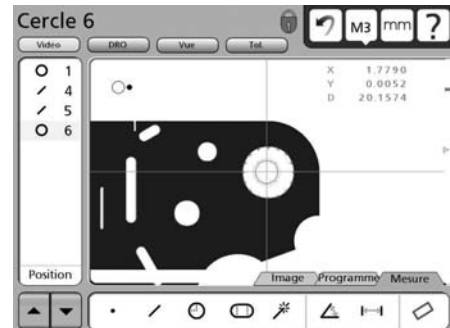 Cercle 6
M3 mm ?
Video DRO Vue Tol.
1
4
5
6
X 1.7790
Y 0.0052
D 20.1574
Position
Image Programme Mesure